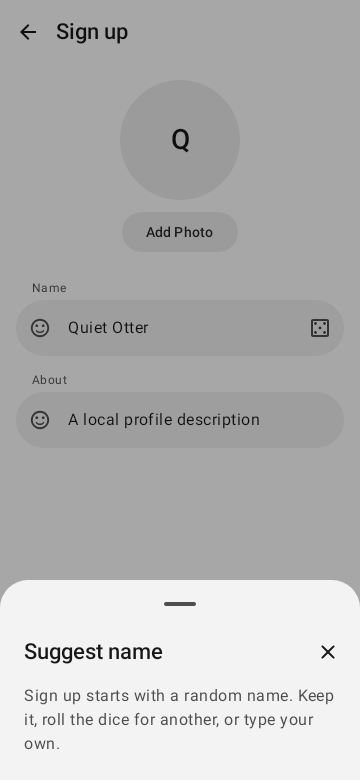 Sign up
Q
Add Photo
Name
Quiet Otter
About
A local profile description
Suggest name
Sign up starts with a random name. Keep
it, roll the dice for another, or type your
own.